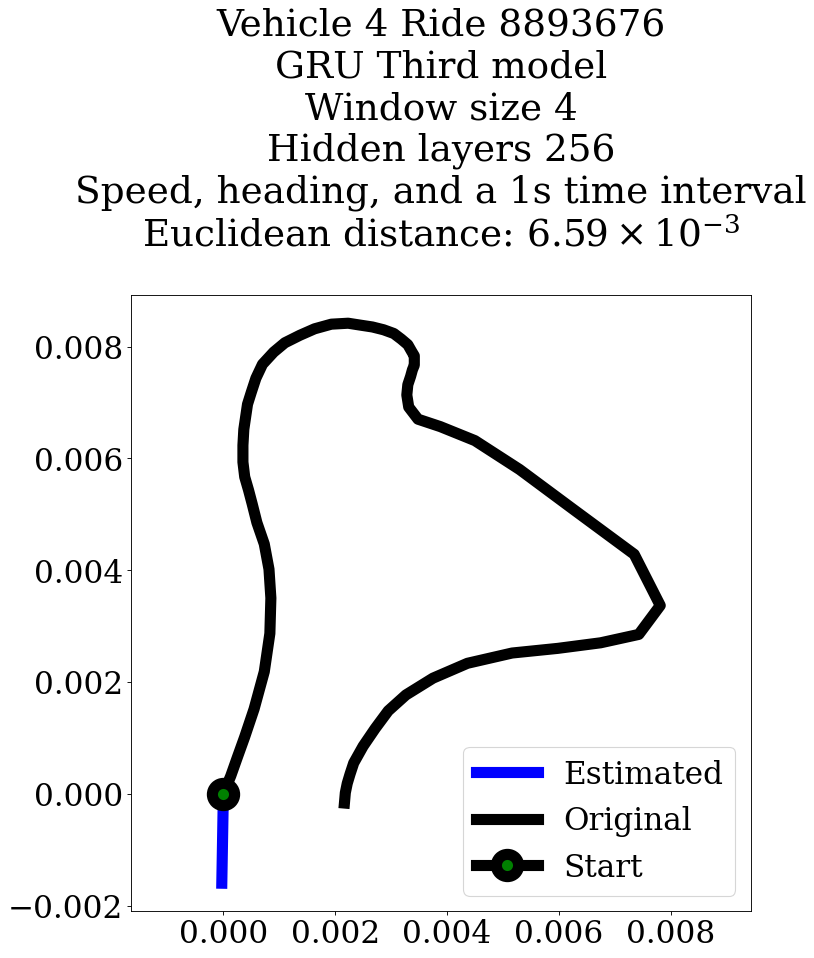 Vehicle 4 Ride 8893676
GRU Third model
Window size 4
Hidden layers 256
Speed, heading, and a 1s time interval
Euclidean distance: 6.59 × 10⁻³
0.008
0.006
0.004
0.002
0.000
−0.002
Estimated
Original
Start
0.000 0.002 0.004 0.006 0.008